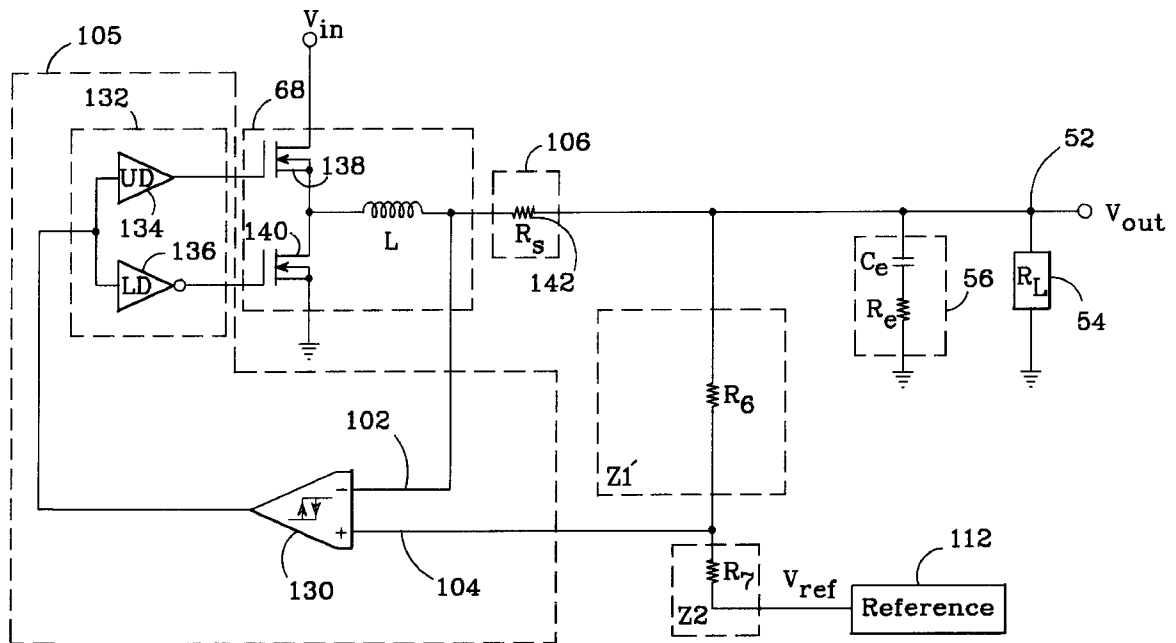 Vin
105
132
68
UD
134
138
106
52
L
Rs
142
Vout
140
136
LD
Ce
Re
56
RL
54
R6
Z1′
102
-
+
130
104
R7
Z2
Vref
112
Reference